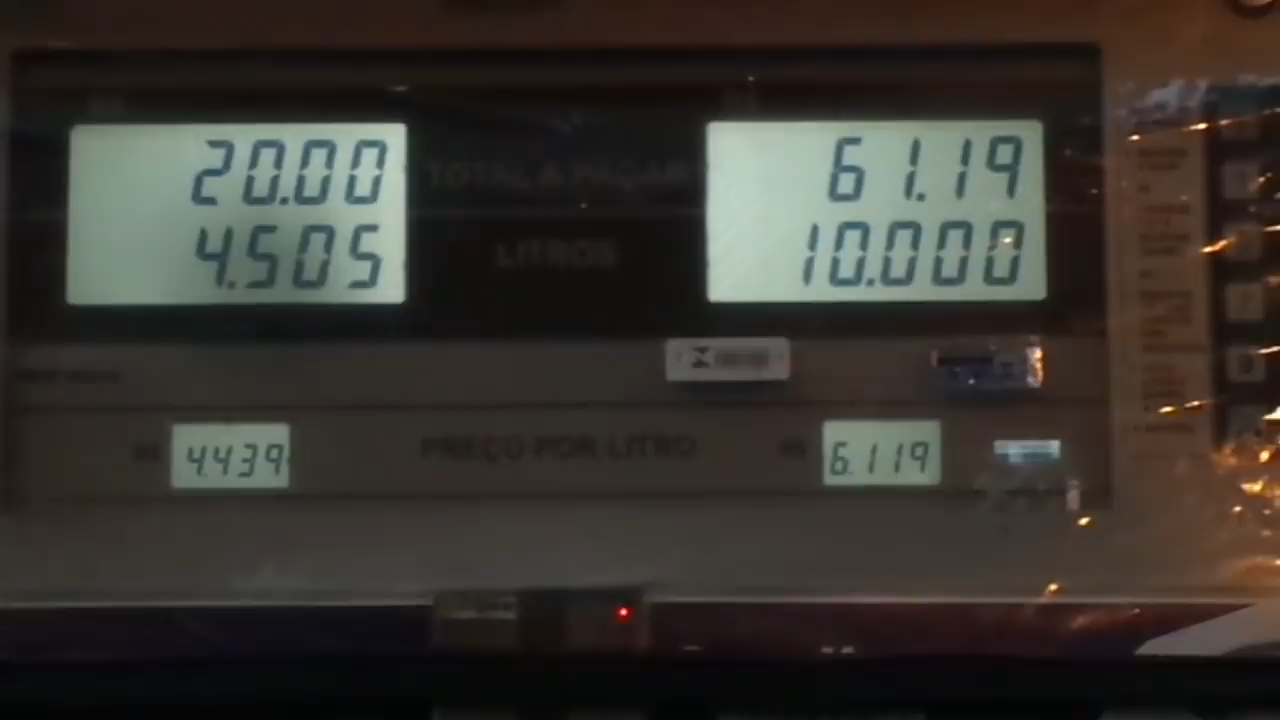 20.00 TOTAL A PAGAR 61.19
4.505 LITROS 10.000
4.439 PREÇO POR LITRO 6.119